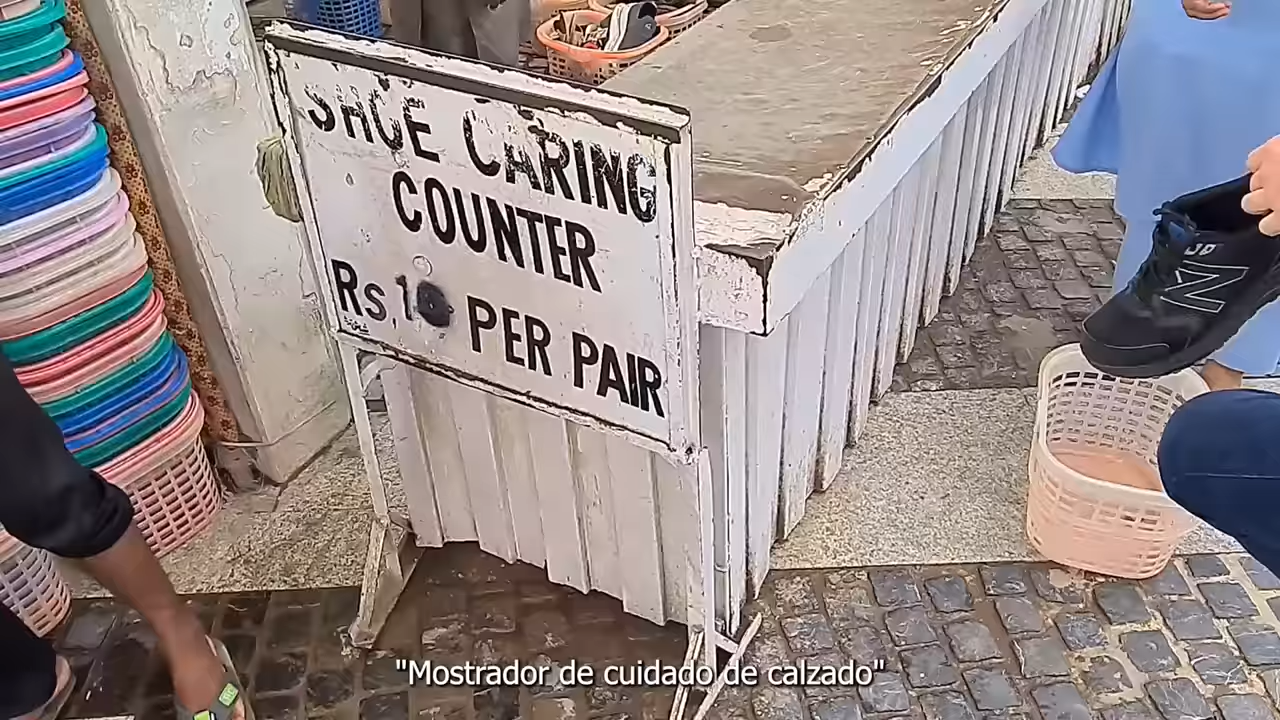 SHOE CARING
COUNTER
PER PAIR
"Mostrador de cuidado de calzado"